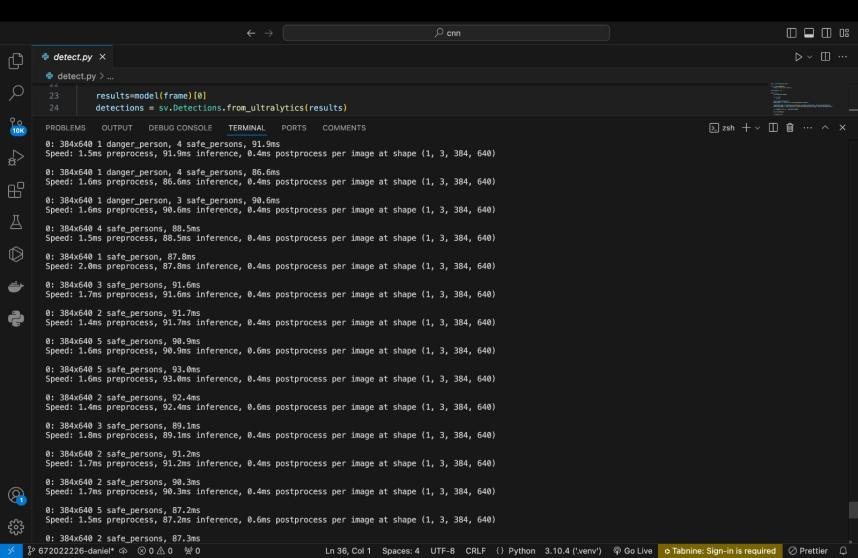 cnn
detect.py
detect.py > ...
22
23 results=model(frame)[0]
24 detections = sv.Detections.from_ultralytics(results)
PROBLEMS OUTPUT DEBUG CONSOLE TERMINAL PORTS COMMENTS zsh
10K
0: 384x640 1 danger_person, 4 safe_persons, 91.9ms
Speed: 1.5ms preprocess, 91.9ms inference, 0.4ms postprocess per image at shape (1, 3, 384, 640)
0: 384x640 1 danger_person, 4 safe_persons, 86.6ms
Speed: 1.6ms preprocess, 86.6ms inference, 0.4ms postprocess per image at shape (1, 3, 384, 640)
0: 384x640 1 danger_person, 3 safe_persons, 90.6ms
Speed: 1.6ms preprocess, 90.6ms inference, 0.4ms postprocess per image at shape (1, 3, 384, 640)
0: 384x640 4 safe_persons, 88.5ms
Speed: 1.5ms preprocess, 88.5ms inference, 0.4ms postprocess per image at shape (1, 3, 384, 640)
0: 384x640 1 safe_person, 87.8ms
Speed: 2.0ms preprocess, 87.8ms inference, 0.4ms postprocess per image at shape (1, 3, 384, 640)
0: 384x640 3 safe_persons, 91.6ms
Speed: 1.7ms preprocess, 91.6ms inference, 0.4ms postprocess per image at shape (1, 3, 384, 640)
0: 384x640 2 safe_persons, 91.7ms
Speed: 1.4ms preprocess, 91.7ms inference, 0.4ms postprocess per image at shape (1, 3, 384, 640)
0: 384x640 5 safe_persons, 90.9ms
Speed: 1.6ms preprocess, 90.9ms inference, 0.6ms postprocess per image at shape (1, 3, 384, 640)
0: 384x640 5 safe_persons, 93.0ms
Speed: 1.6ms preprocess, 93.0ms inference, 0.4ms postprocess per image at shape (1, 3, 384, 640)
0: 384x640 2 safe_persons, 92.4ms
Speed: 1.4ms preprocess, 92.4ms inference, 0.6ms postprocess per image at shape (1, 3, 384, 640)
0: 384x640 3 safe_persons, 89.1ms
Speed: 1.8ms preprocess, 89.1ms inference, 0.4ms postprocess per image at shape (1, 3, 384, 640)
0: 384x640 2 safe_persons, 91.2ms
Speed: 1.7ms preprocess, 91.2ms inference, 0.4ms postprocess per image at shape (1, 3, 384, 640)
0: 384x640 2 safe_persons, 90.3ms
Speed: 1.7ms preprocess, 90.3ms inference, 0.4ms postprocess per image at shape (1, 3, 384, 640)
0: 384x640 5 safe_persons, 87.2ms
Speed: 1.5ms preprocess, 87.2ms inference, 0.6ms postprocess per image at shape (1, 3, 384, 640)
0: 384x640 2 safe_persons, 87.3ms
1
672022226-daniel* 0 0 0 Ln 36, Col 1 Spaces: 4 UTF-8 CRLF {} Python 3.10.4 ('.venv') Go Live Tabnine: Sign-in is required Prettier